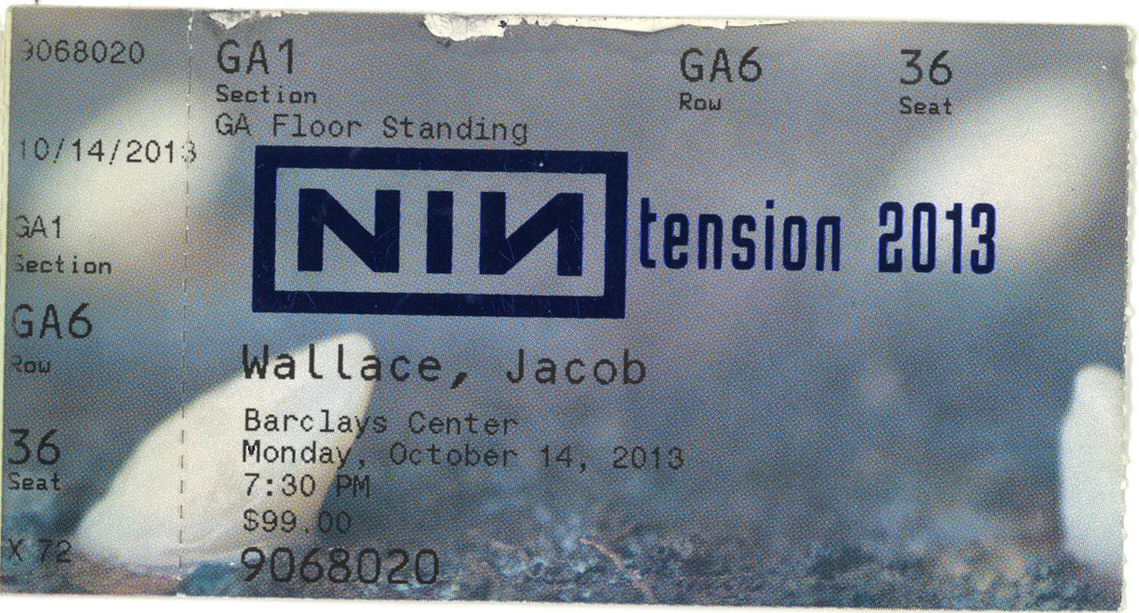 9068020
10/14/2013
GA1
Section
GA6
Row
36
Seat
X 72
GA1
Section
GA Floor Standing
GA6
Row
36
Seat
NIN
tension 2013
Wallace, Jacob
Barclays Center
Monday, October 14, 2013
7:30 PM
$99.00
9068020